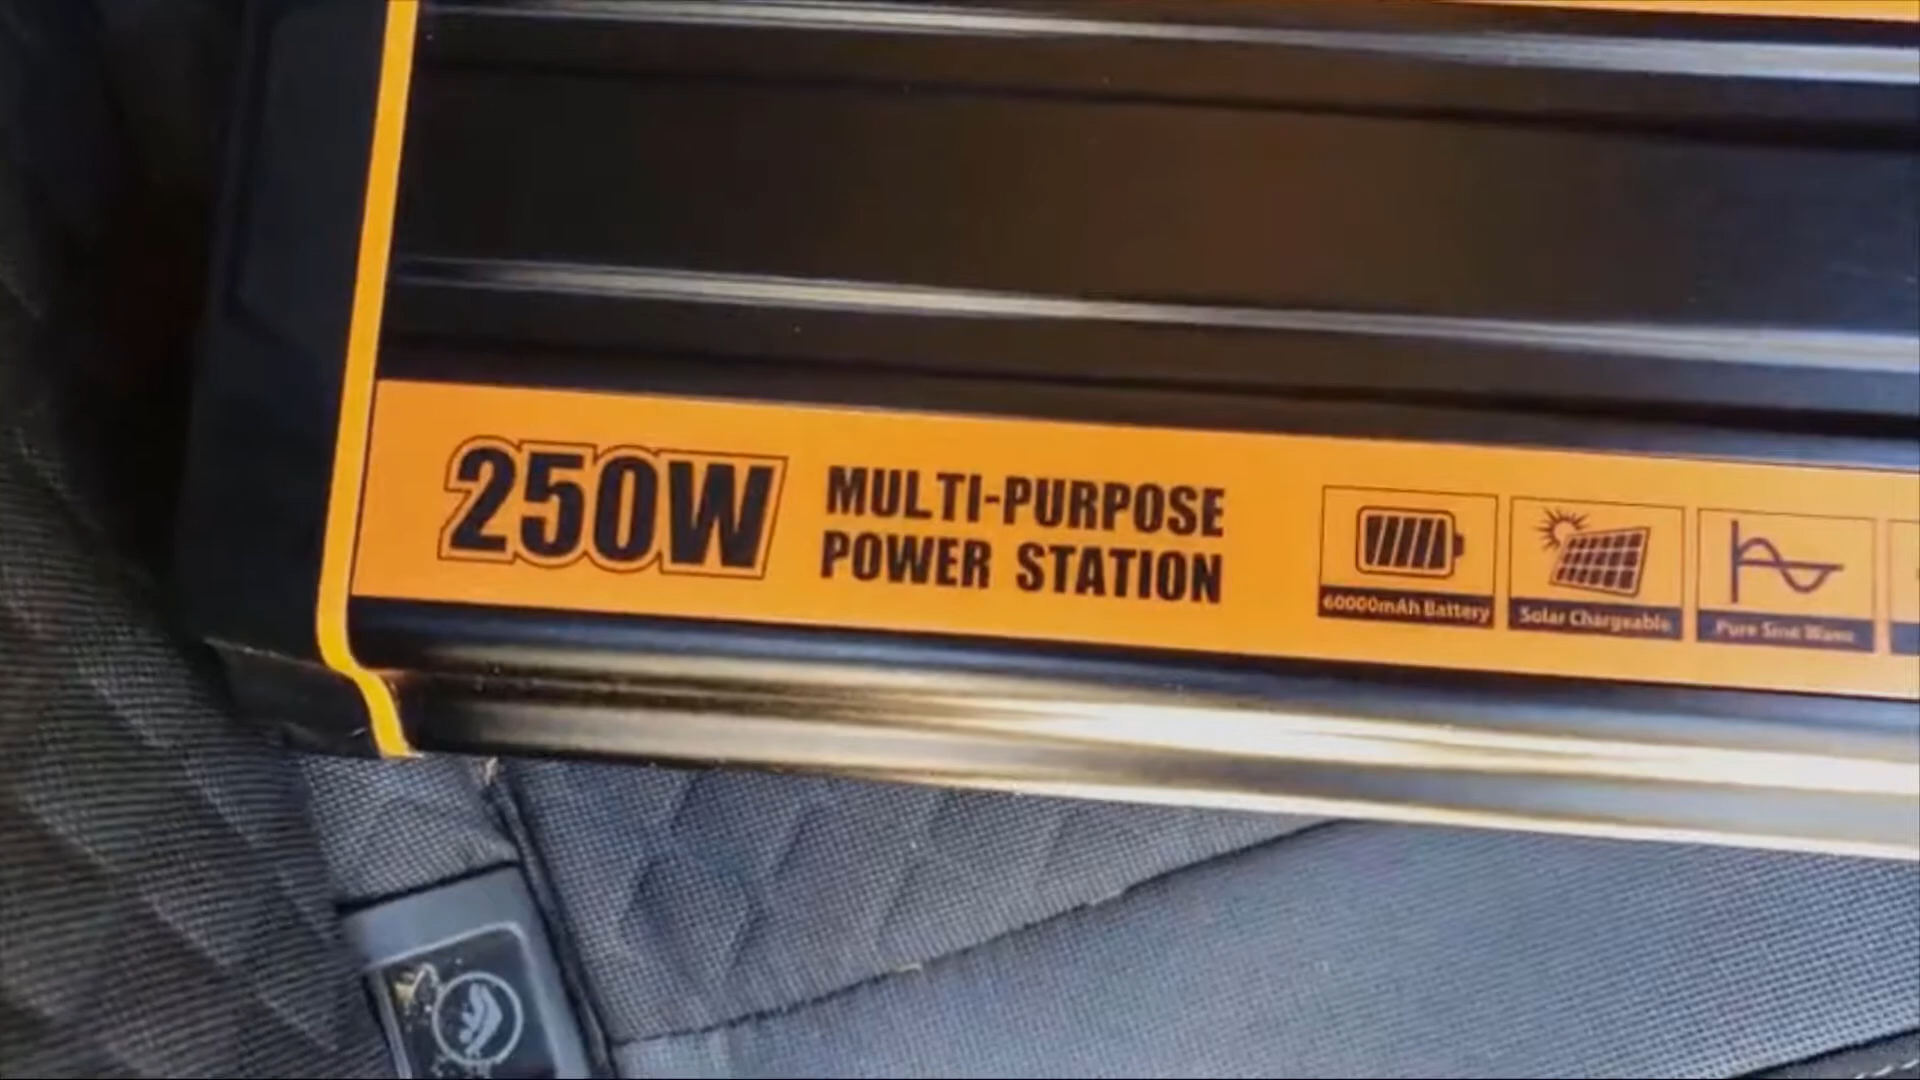 250W
MULTI-PURPOSE
POWER STATION
60000mAh Battery
Solar Chargeable
Pure Sine Wave